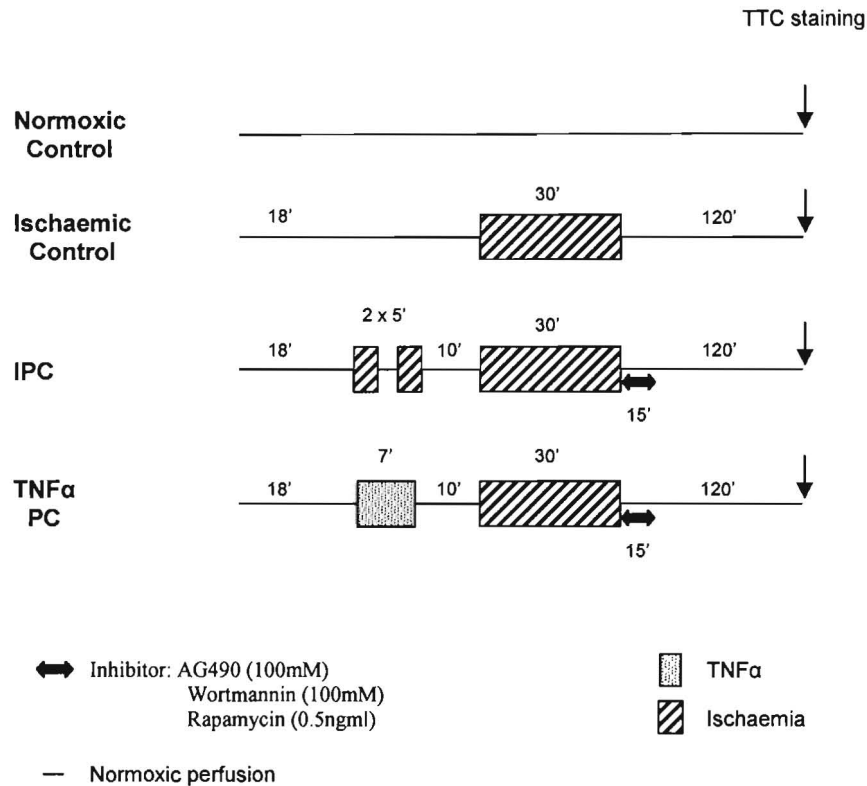 TTC staining
Normoxic
Control
Ischaemic
Control
18'
30'
120'
IPC
18'
2 x 5'
10'
30'
120'
15'
TNFα
PC
18'
7'
10'
30'
120'
15'
Inhibitor: AG490 (100mM)
Wortmannin (100mM)
Rapamycin (0.5ngml)
TNFα
Ischaemia
Normoxic perfusion